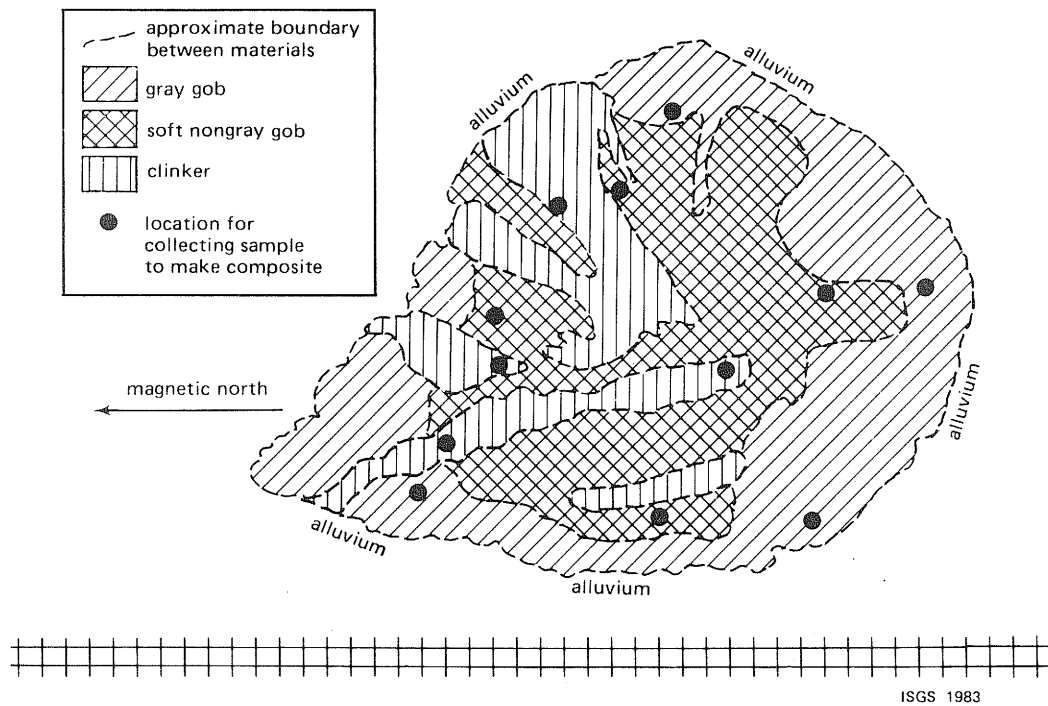 approximate boundary
between materials
gray gob
soft nongray gob
clinker
location for
collecting sample
to make composite
alluvium
alluvium
magnetic north
alluvium
alluvium
alluvium
ISGS 1983